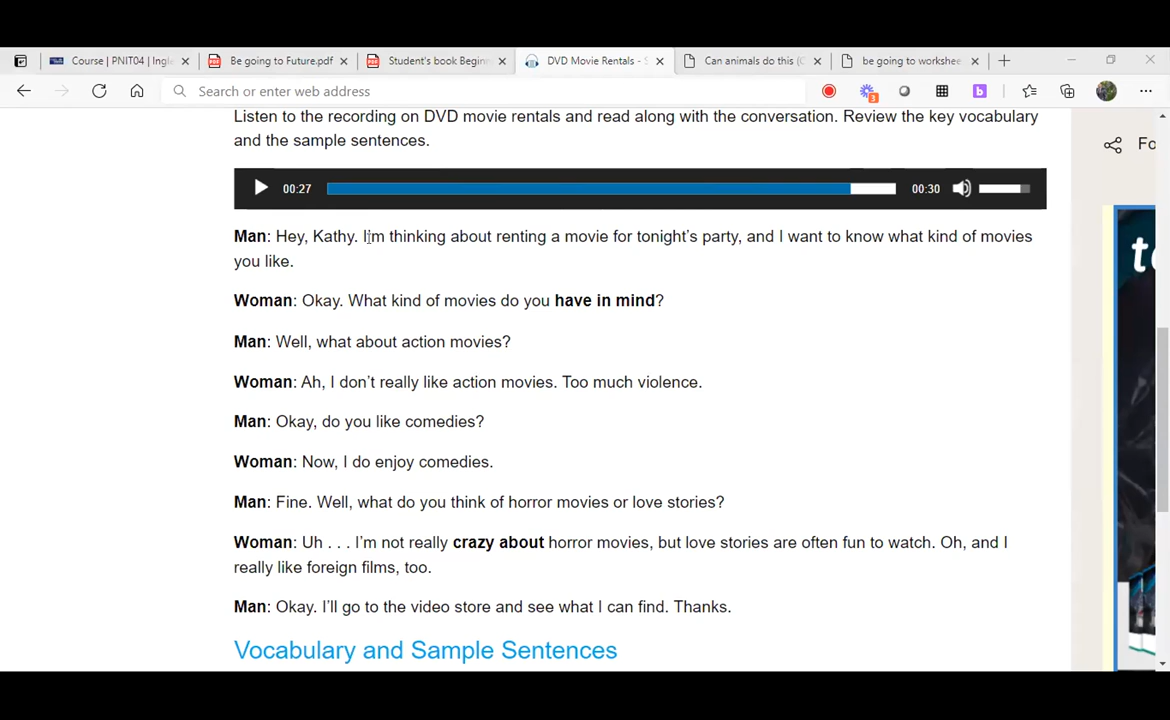 Course | PNIT04 | Ingl
Be going to Future.pdf
Student's book Beginn
DVD Movie Rentals - S
Can animals do this (
be going to workshee
Search or enter web address
3
Listen to the recording on DVD movie rentals and read along with the conversation. Review the key vocabulary
and the sample sentences.
Fo
00:27
00:30
Man: Hey, Kathy. I'm thinking about renting a movie for tonight's party, and I want to know what kind of movies
you like.
Woman: Okay. What kind of movies do you have in mind?
Man: Well, what about action movies?
Woman: Ah, I don't really like action movies. Too much violence.
Man: Okay, do you like comedies?
Woman: Now, I do enjoy comedies.
Man: Fine. Well, what do you think of horror movies or love stories?
Woman: Uh . . . I'm not really crazy about horror movies, but love stories are often fun to watch. Oh, and I
really like foreign films, too.
Man: Okay. I'll go to the video store and see what I can find. Thanks.
Vocabulary and Sample Sentences